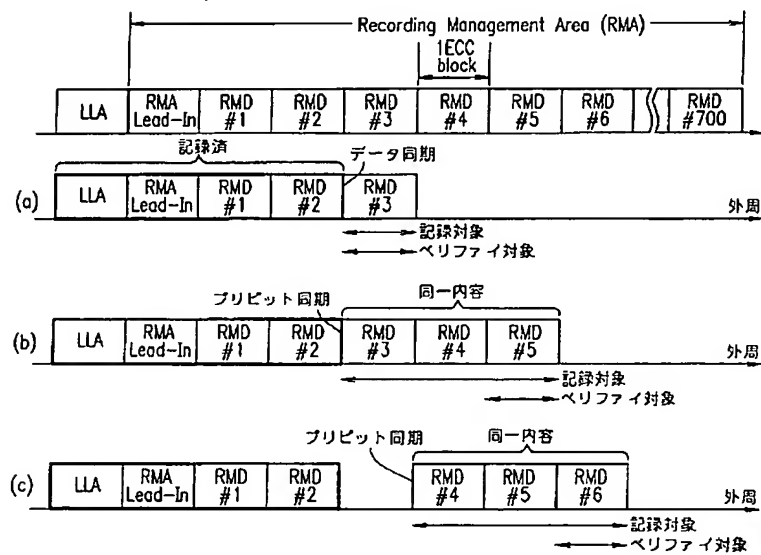 Recording Management Area (RMA)
1ECC
block
LLA
RMA
Lead-In
RMD
#1
RMD
#2
RMD
#3
RMD
#4
RMD
#5
RMD
#6
RMD
#700
記録済
データ同期
(a)
LLA
RMA
Lead-In
RMD
#1
RMD
#2
RMD
#3
外周
記録対象
ベリファイ対象
プリピット同期
同一内容
(b)
LLA
RMA
Lead-In
RMD
#1
RMD
#2
RMD
#3
RMD
#4
RMD
#5
外周
記録対象
ベリファイ対象
プリピット同期
同一内容
(c)
LLA
RMA
Lead-In
RMD
#1
RMD
#2
RMD
#4
RMD
#5
RMD
#6
外周
記録対象
ベリファイ対象